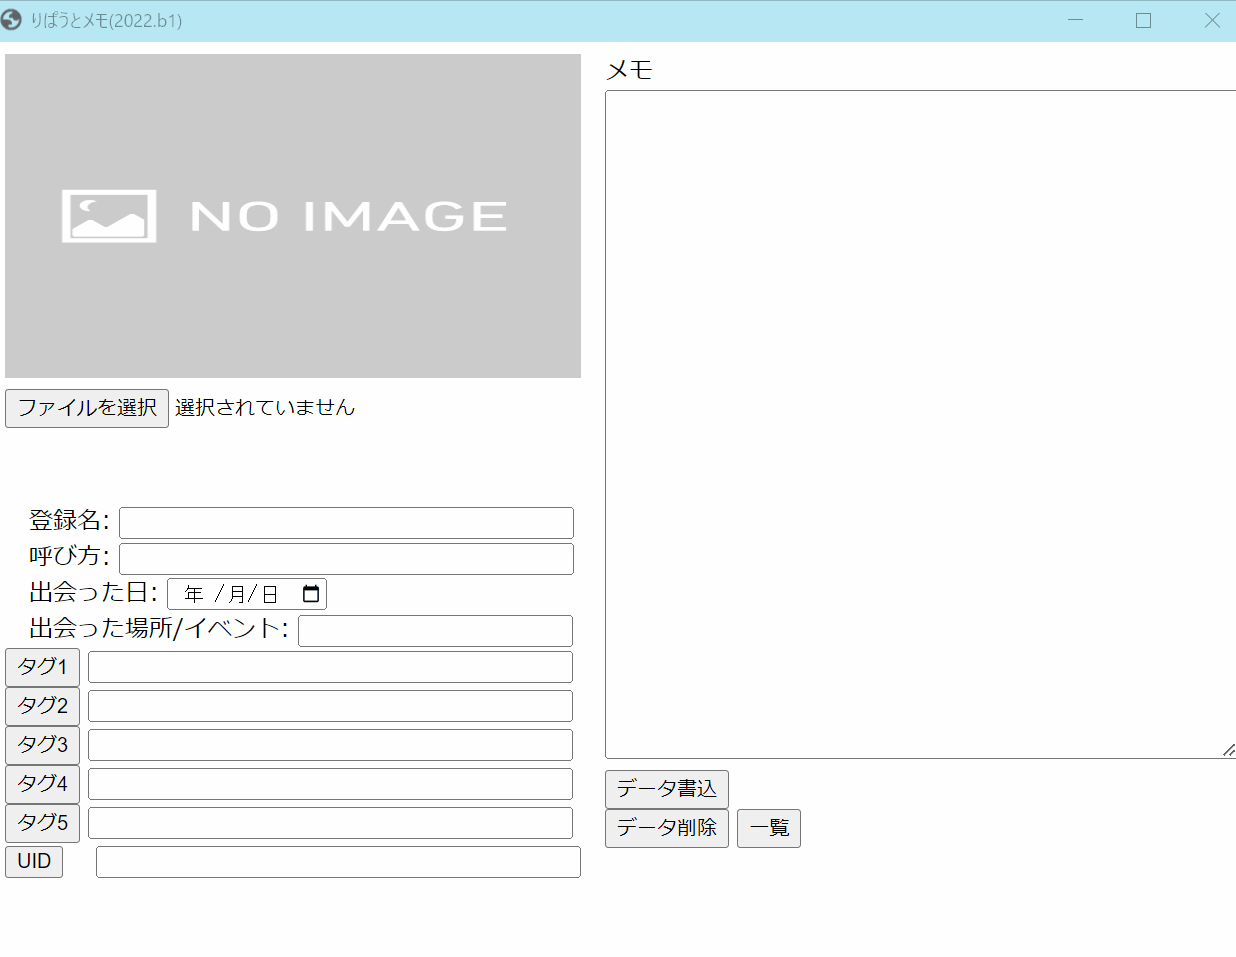 りぱうとメモ(2022.b1)
NO IMAGE
ファイルを選択 選択されていません
登録名:
呼び方:
出会った日: 年 /月/日
出会った場所/イベント:
タグ1
タグ2
タグ3
タグ4
タグ5
UID
メモ
データ書込
データ削除 一覧